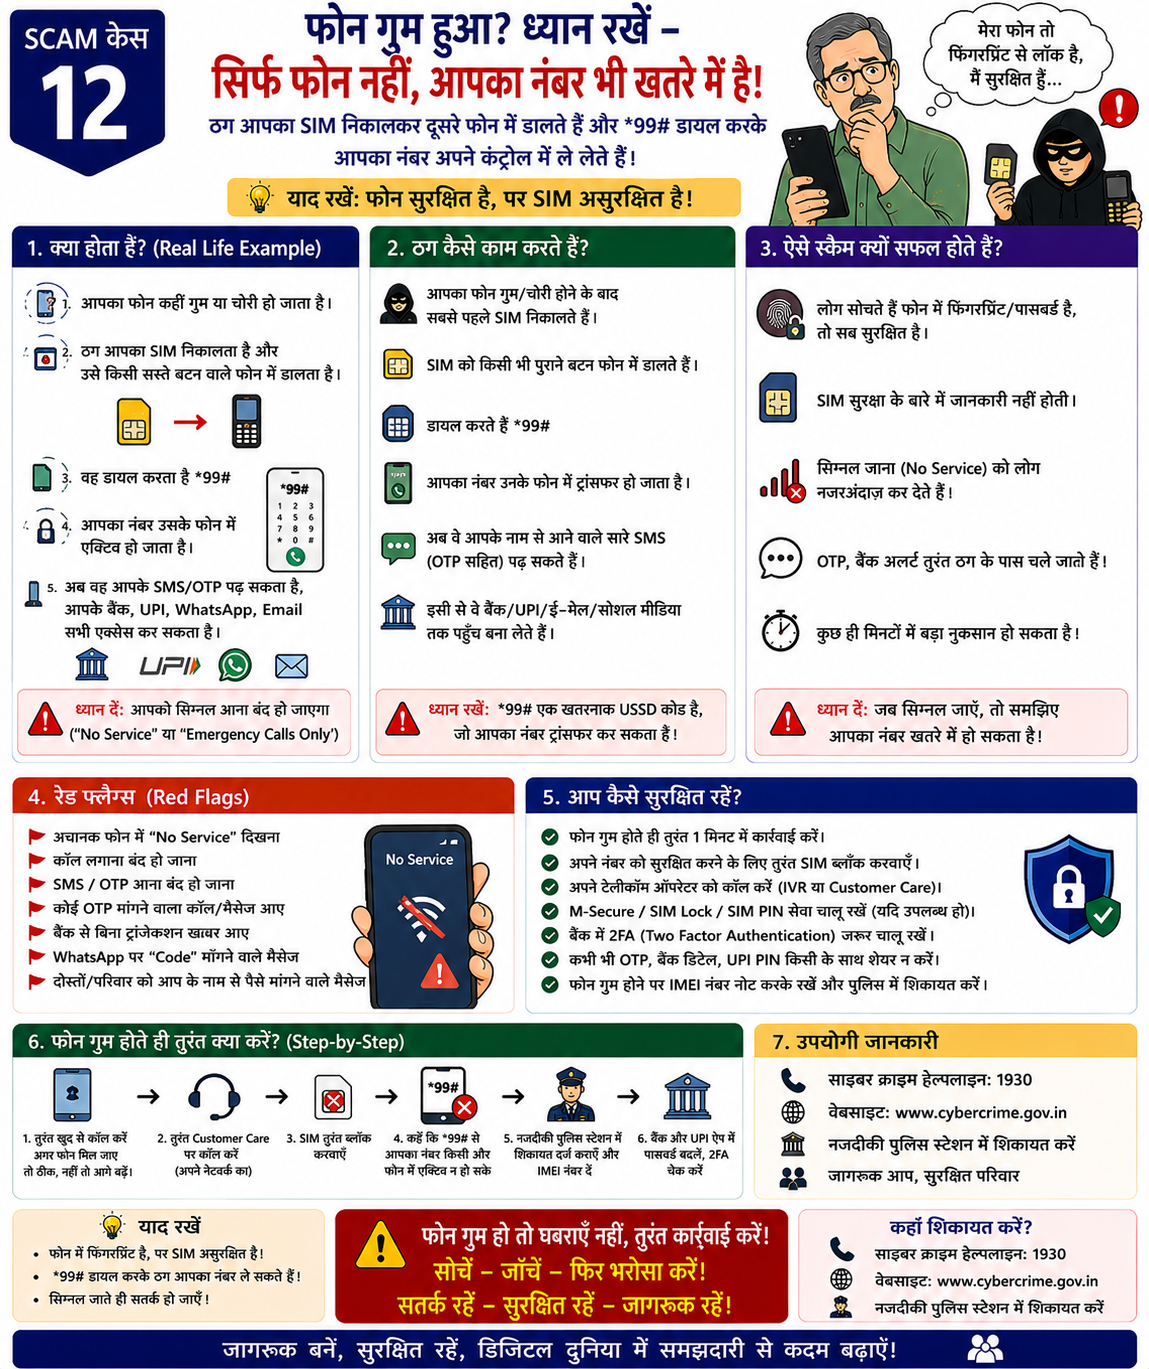 SCAM केस
12
फोन गुम हुआ? ध्यान रखें –
सिर्फ फोन नहीं, आपका नंबर भी खतरे में है!
ठग आपका SIM निकालकर दूसरे फोन में डालते हैं और *99# डायल करके
आपका नंबर अपने कंट्रोल में ले लेते हैं!
याद रखें: फोन सुरक्षित है, पर SIM असुरक्षित है!
मेरा फोन तो
फिंगरप्रिंट से लॉक है,
मैं सुरक्षित हूँ...
1. क्या होता हैं? (Real Life Example)
1. आपका फोन कहीं गुम या चोरी हो जाता है।
2. ठग आपका SIM निकालता है और
उसे किसी सस्ते बटन वाले फोन में डालता है।
3. वह डायल करता है *99#
*99#
1 2 3
4 5 6
7 8 9
* 0 #
4. आपका नंबर उसके फोन में
एक्टिव हो जाता है।
5. अब वह आपके SMS/OTP पढ़ सकता है,
आपके बैंक, UPI, WhatsApp, Email
सभी एक्सेस कर सकता है।
UPI
ध्यान दें: आपको सिग्नल आना बंद हो जाएगा
("No Service" या "Emergency Calls Only')
2. ठग कैसे काम करते हैं?
आपका फोन गुम/चोरी होने के बाद
सबसे पहले SIM निकालते हैं।
SIM को किसी भी पुराने बटन फोन में डालते हैं।
डायल करते हैं *99#
आपका नंबर उनके फोन में ट्रांसफर हो जाता है।
अब वे आपके नाम से आने वाले सारे SMS
(OTP सहित) पढ़ सकते हैं।
इसी से वे बैंक/UPI/ई-मेल/सोशल मीडिया
तक पहुँच बना लेते हैं।
ध्यान रखें: *99# एक खतरनाक USSD कोड है,
जो आपका नंबर ट्रांसफर कर सकता हैं!
3. ऐसे स्कैम क्यों सफल होते हैं?
लोग सोचते हैं फोन में फिंगरप्रिंट/पासबर्ड है,
तो सब सुरक्षित है।
SIM सुरक्षा के बारे में जानकारी नहीं होती।
सिग्नल जाना (No Service) को लोग
नजरअंदाज़ कर देते हैं!
OTP, बैंक अलर्ट तुरंत ठग के पास चले जातो हैं!
कुछ ही मिनटों में बड़ा नुकसान हो सकता है!
ध्यान दें: जब सिग्नल जाएँ, तो समझिए
आपका नंबर खतरे में हो सकता है!
4. रेड फ्लैग्स (Red Flags)
अचानक फोन में "No Service" दिखना
कॉल लगाना बंद हो जाना
SMS / OTP आना बंद हो जाना
कोई OTP मांगने वाला कॉल/मैसेज आए
बैंक से बिना ट्रांजेकशन खबर आए
WhatsApp पर "Code" माँगने वाले मैसेज
दोस्तों/परिवार को आप के नाम से पैसे मांगने वाले मैसेज
No Service
5. आप कैसे सुरक्षित रहें?
फोन गुम होते ही तुरंत 1 मिनट में कार्रवाई करें।
अपने नंबर को सुरक्षित करने के लिए तुरंत SIM ब्लॉक करवाएँ।
अपने टेलीकॉम ऑपरेटर को कॉल करें (IVR या Customer Care)।
M-Secure / SIM Lock / SIM PIN सेवा चालू रखें (यदि उपलब्ध हो)।
बैंक में 2FA (Two Factor Authentication) जरूर चालू रखें।
कभी भी OTP, बैंक डिटेल, UPI PIN किसी के साथ शेयर न करें।
फोन गुम होने पर IMEI नंबर नोट करके रखें और पुलिस में शिकायत करें।
6. फोन गुम होते ही तुरंत क्या करें? (Step-by-Step)
1. तुरंत खुद से कॉल करें
अगर फोन मिल जाए
तो ठीक, नहीं तो आगे बढ़ें।
2. तुरंत Customer Care
पर कॉल करें
(अपने नेटवर्क का)
3. SIM तुरंत ब्लॉक
करवाएँ
*99#
4. कहें कि *99# से
आपका नंबर किसी और
फोन में एक्टिव न हो सके
5. नजदीकी पुलिस स्टेशन में
शिकायत दर्ज कराएँ और
IMEI नंबर दें
6. बैंक और UPI ऐप में
पासवर्ड बदलें, 2FA
चेक करें
7. उपयोगी जानकारी
साइबर क्राइम हेल्पलाइन: 1930
वेबसाइट: www.cybercrime.gov.in
नजदीकी पुलिस स्टेशन में शिकायत करें
जागरूक आप, सुरक्षित परिवार
याद रखें
• फोन में फिंगरप्रिंट है, पर SIM असुरक्षित है!
• *99# डायल करके ठग आपका नंबर ले सकते हैं!
• सिग्नल जाते ही सतर्क हो जाएँ!
फोन गुम हो तो घबराएँ नहीं, तुरंत कार्रवाई करें!
सोचें – जाँचें – फिर भरोसा करें!
सतर्क रहें – सुरक्षित रहें – जागरूक रहें!
कहाँ शिकायत करें?
साइबर क्राइम हेल्पलाइन: 1930
वेबसाइट: www.cybercrime.gov.in
नजदीकी पुलिस स्टेशन में शिकायत करें
जागरूक बनें, सुरक्षित रहें, डिजिटल दुनिया में समझदारी से कदम बढ़ाएँ!